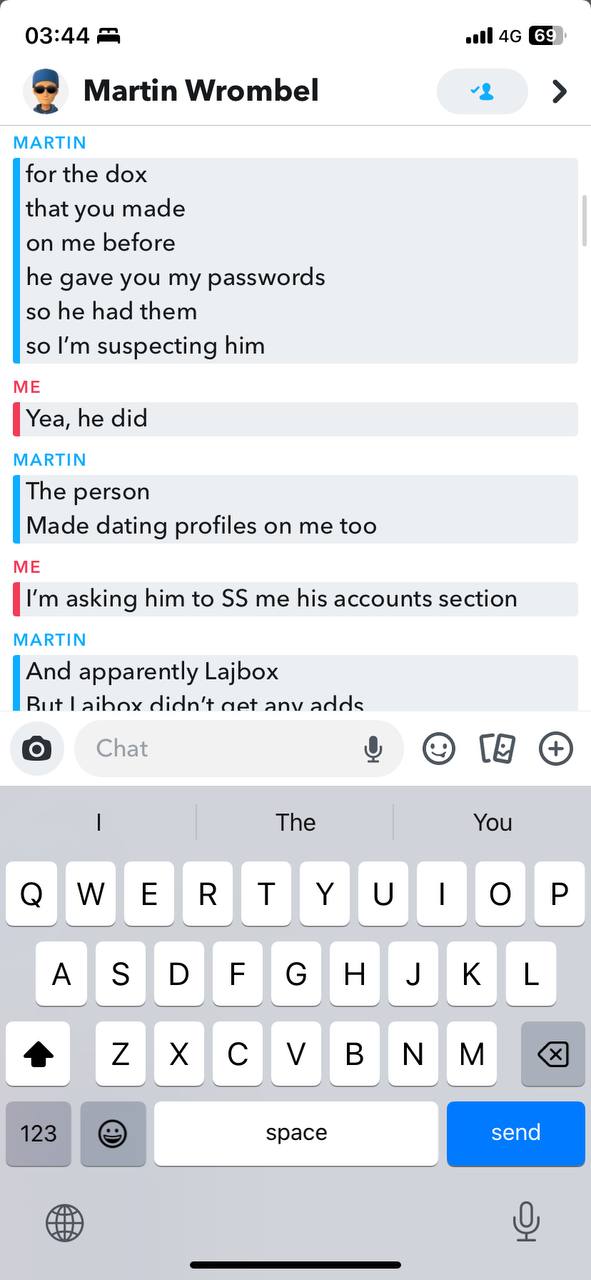 03:44
4G 69
Martin Wrombel
MARTIN
for the dox
that you made
on me before
he gave you my passwords
so he had them
so I’m suspecting him
ME
Yea, he did
MARTIN
The person
Made dating profiles on me too
ME
I’m asking him to SS me his accounts section
MARTIN
And apparently Lajbox
But Lajbox didn’t get any adds
Chat
I The You
Q W E R T Y U I O P
A S D F G H J K L
Z X C V B N M
123 space send